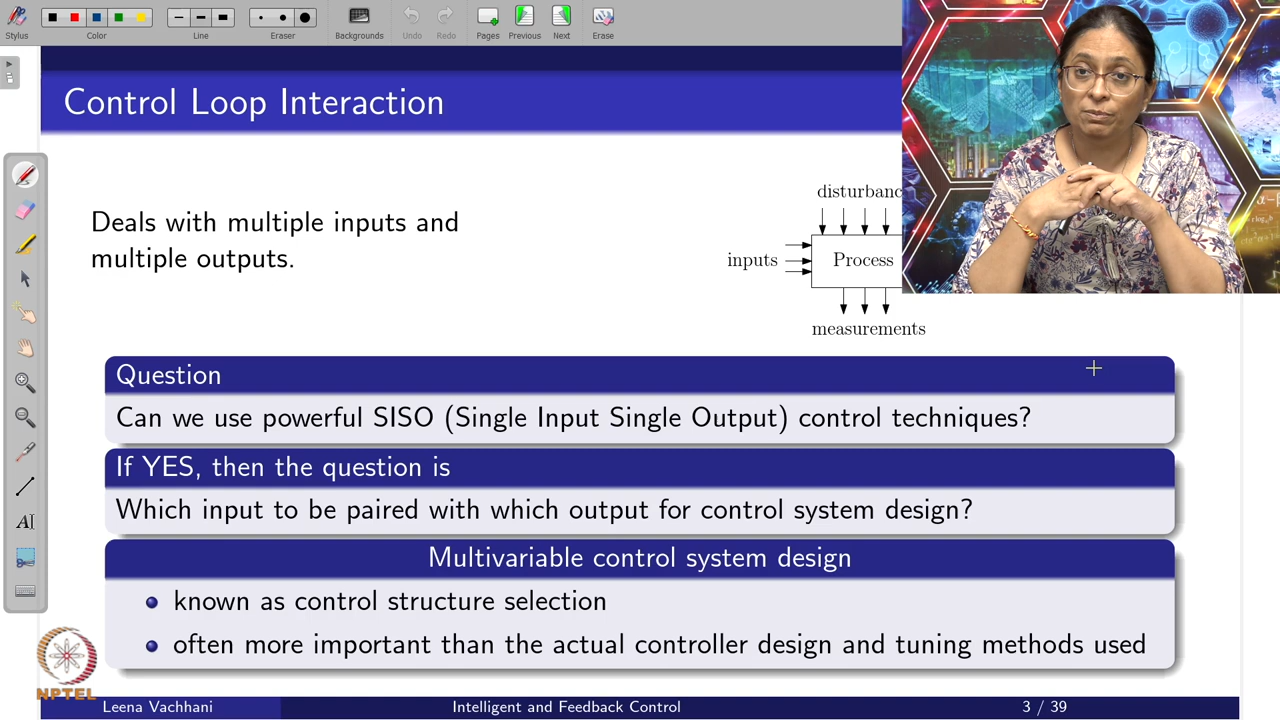 Stylus
Color
Line
Eraser
Backgrounds
Undo
Redo
Pages
Previous
Next
Erase
Control Loop Interaction
Deals with multiple inputs and
multiple outputs.
disturbanc
inputs
Process
measurements
Question
Can we use powerful SISO (Single Input Single Output) control techniques?
If YES, then the question is
Which input to be paired with which output for control system design?
Multivariable control system design
known as control structure selection
often more important than the actual controller design and tuning methods used
NPTEL
Leena Vachhani
Intelligent and Feedback Control
3 / 39